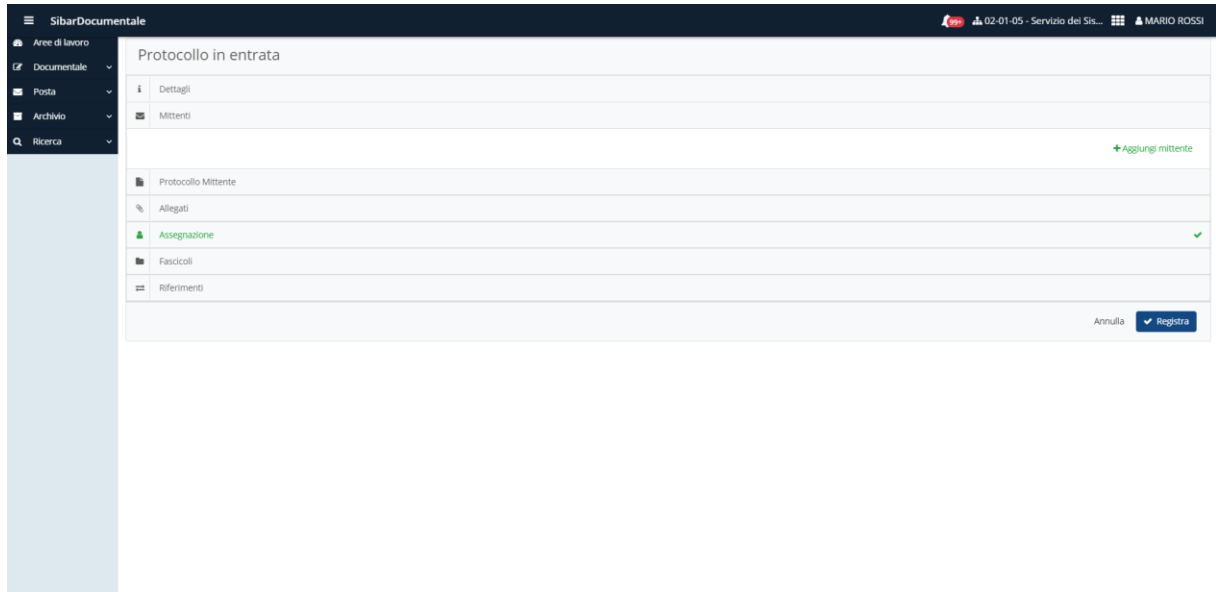 SibarDocumentale
99+
02-01-05 - Servizio dei Sis...
MARIO ROSSI
Aree di lavoro
Documentale
Posta
Archivio
Ricerca
Protocollo in entrata
Dettagli
Mittenti
Aggiungi mittente
Protocollo Mittente
Allegati
Assegnazione
Fascicoli
Riferimenti
Annulla
Registra